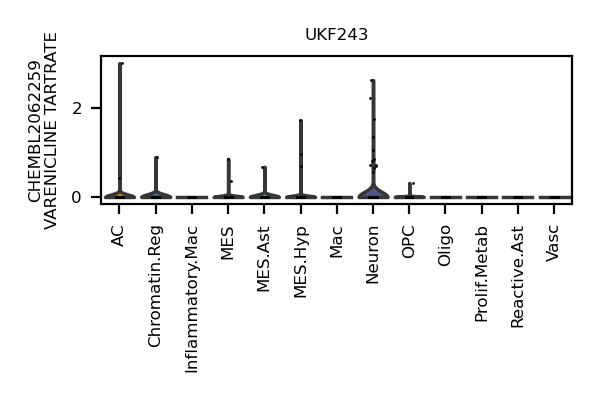 UKF243
CHEMBL2062259
VARENICLINE TARTRATE
2
0
AC
Chromatin.Reg
Inflammatory.Mac
MES
MES.Ast
MES.Hyp
Mac
Neuron
OPC
Oligo
Prolif.Metab
Reactive.Ast
Vasc